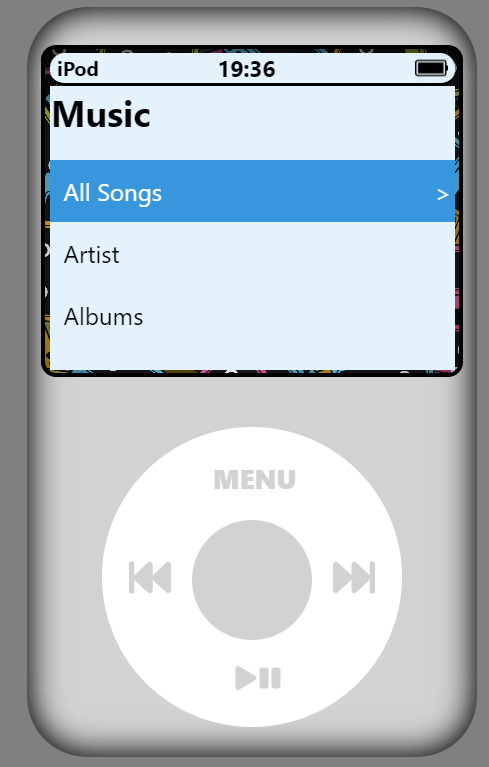 iPod 19:36
Music
All Songs >
Artist
Albums
MENU